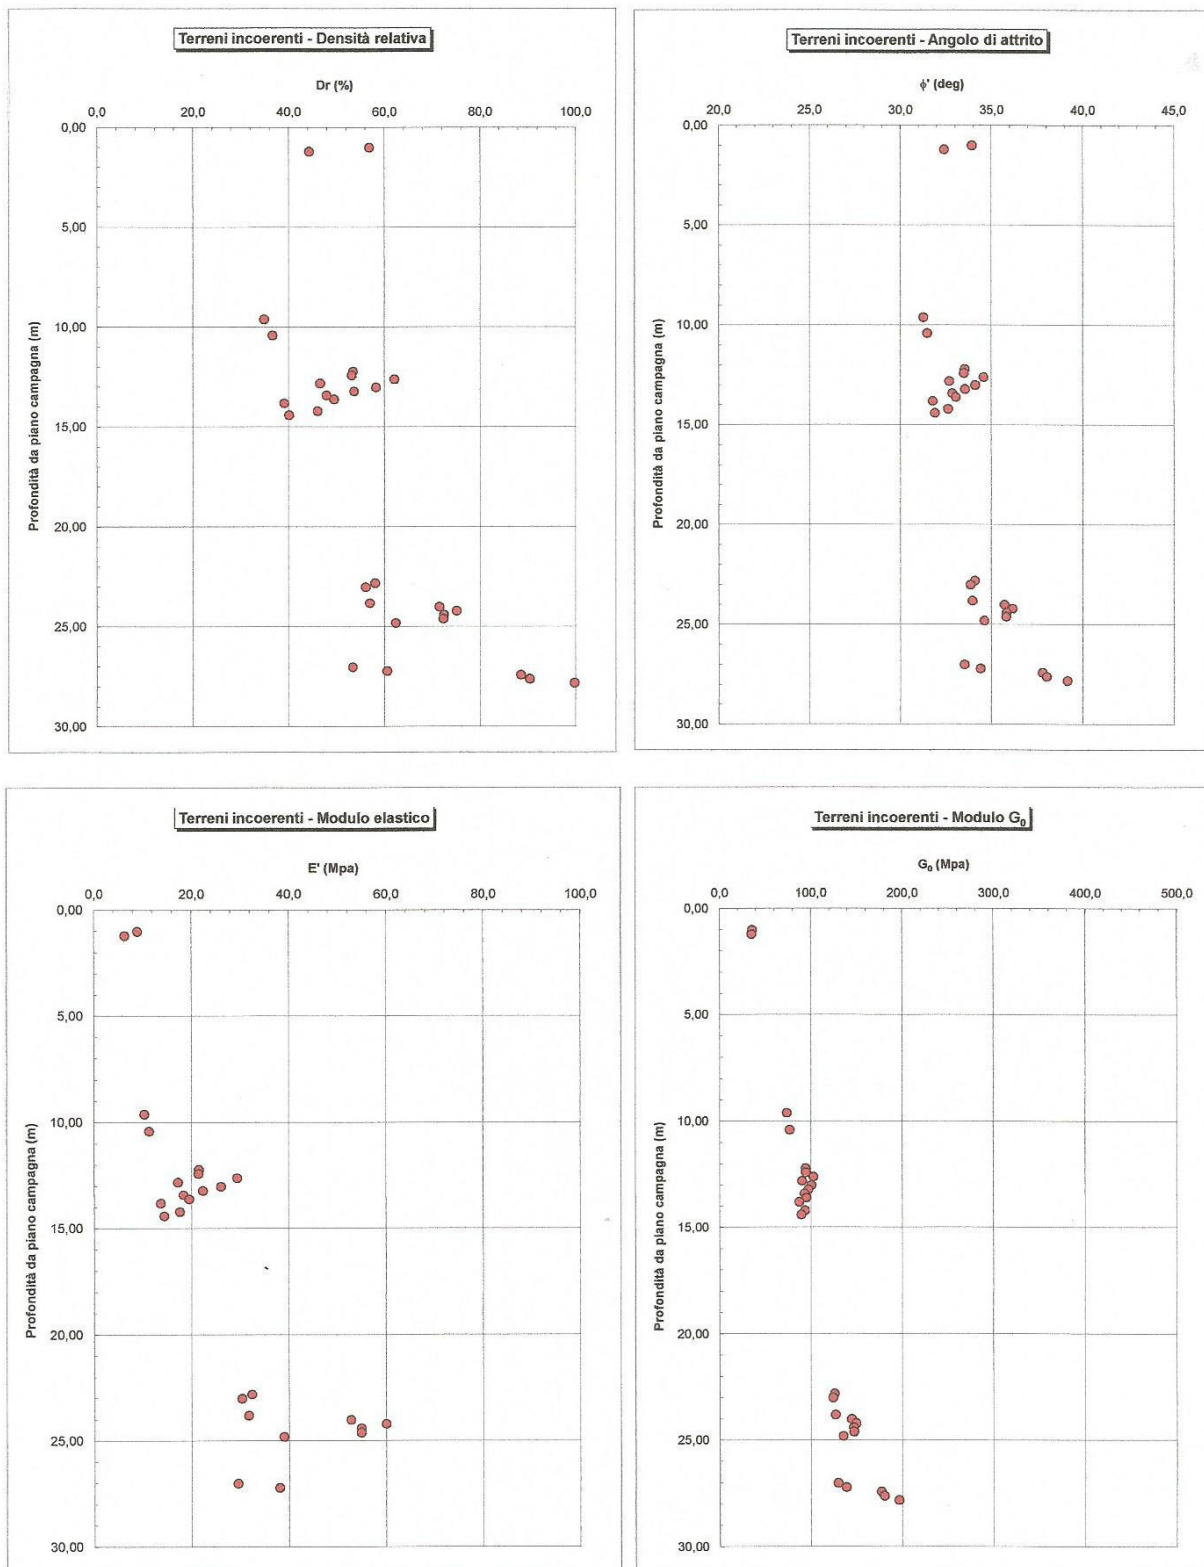 Terreni incoerenti - Densità relativa
Dr (%)
0,0 20,0 40,0 60,0 80,0 100,0
0,00
5,00
10,00
15,00
20,00
25,00
30,00
Profondità da piano campagna (m)
Terreni incoerenti - Angolo di attrito
ϕ' (deg)
20,0 25,0 30,0 35,0 40,0 45,0
0,00
5,00
10,00
15,00
20,00
25,00
30,00
Profondità da piano campagna (m)
Terreni incoerenti - Modulo elastico
E' (Mpa)
0,0 20,0 40,0 60,0 80,0 100,0
0,00
5,00
10,00
15,00
20,00
25,00
30,00
Profondità da piano campagna (m)
Terreni incoerenti - Modulo G₀
G₀ (Mpa)
0,0 100,0 200,0 300,0 400,0 500,0
0,00
5,00
10,00
15,00
20,00
25,00
30,00
Profondità da piano campagna (m)